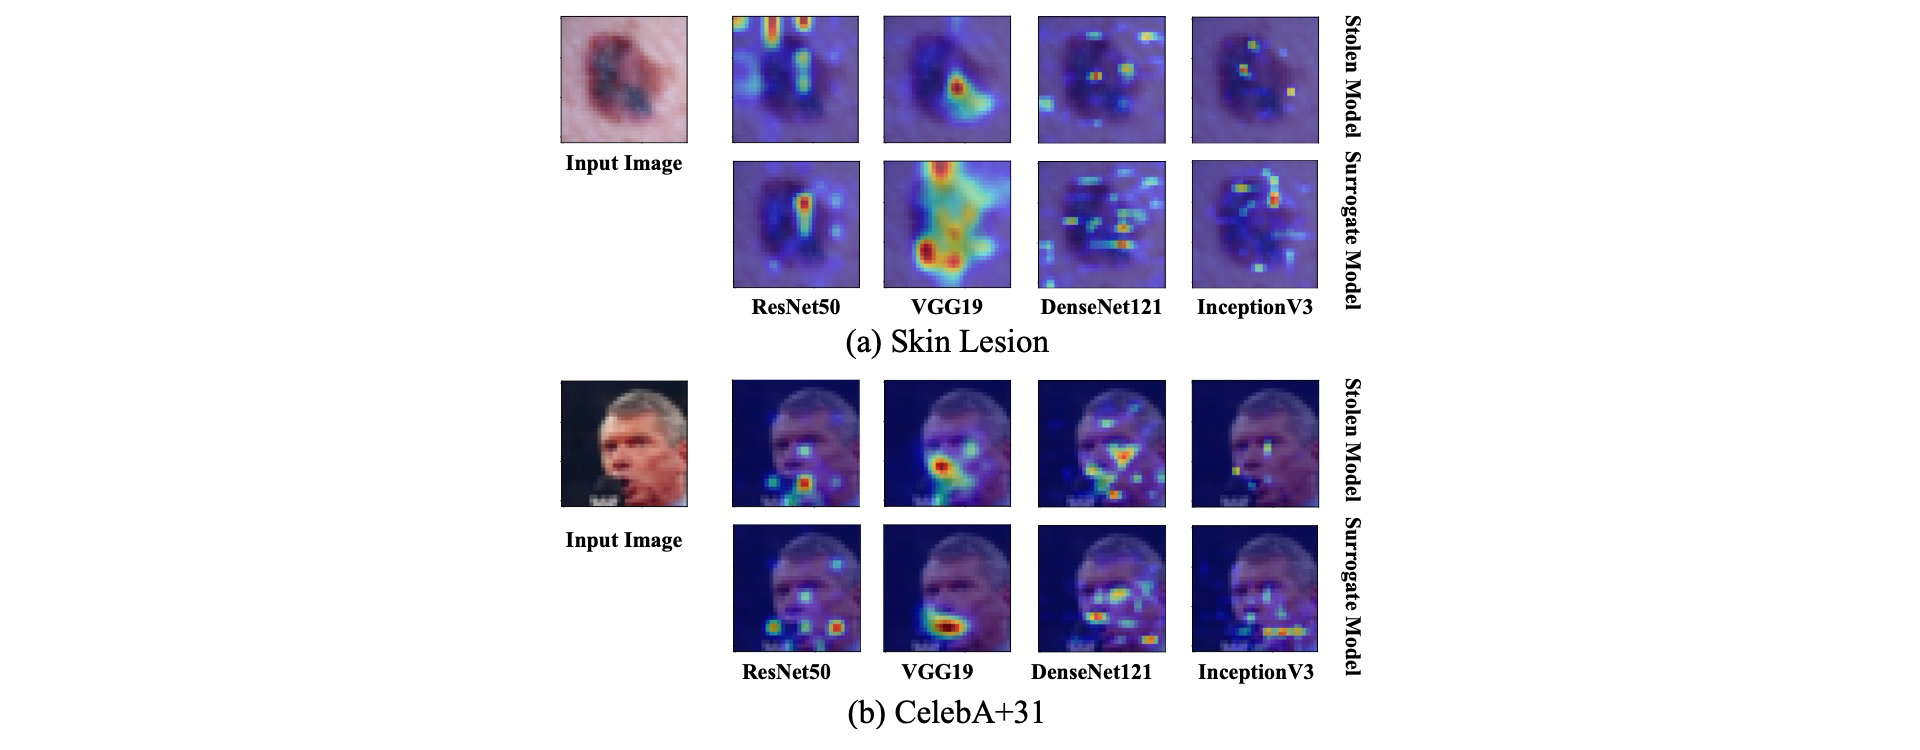 Stolen Model
Input Image
Surrogate Model
ResNet50 VGG19 DenseNet121 InceptionV3
(a) Skin Lesion
Stolen Model
Input Image
Surrogate Model
ResNet50 VGG19 DenseNet121 InceptionV3
(b) CelebA+31